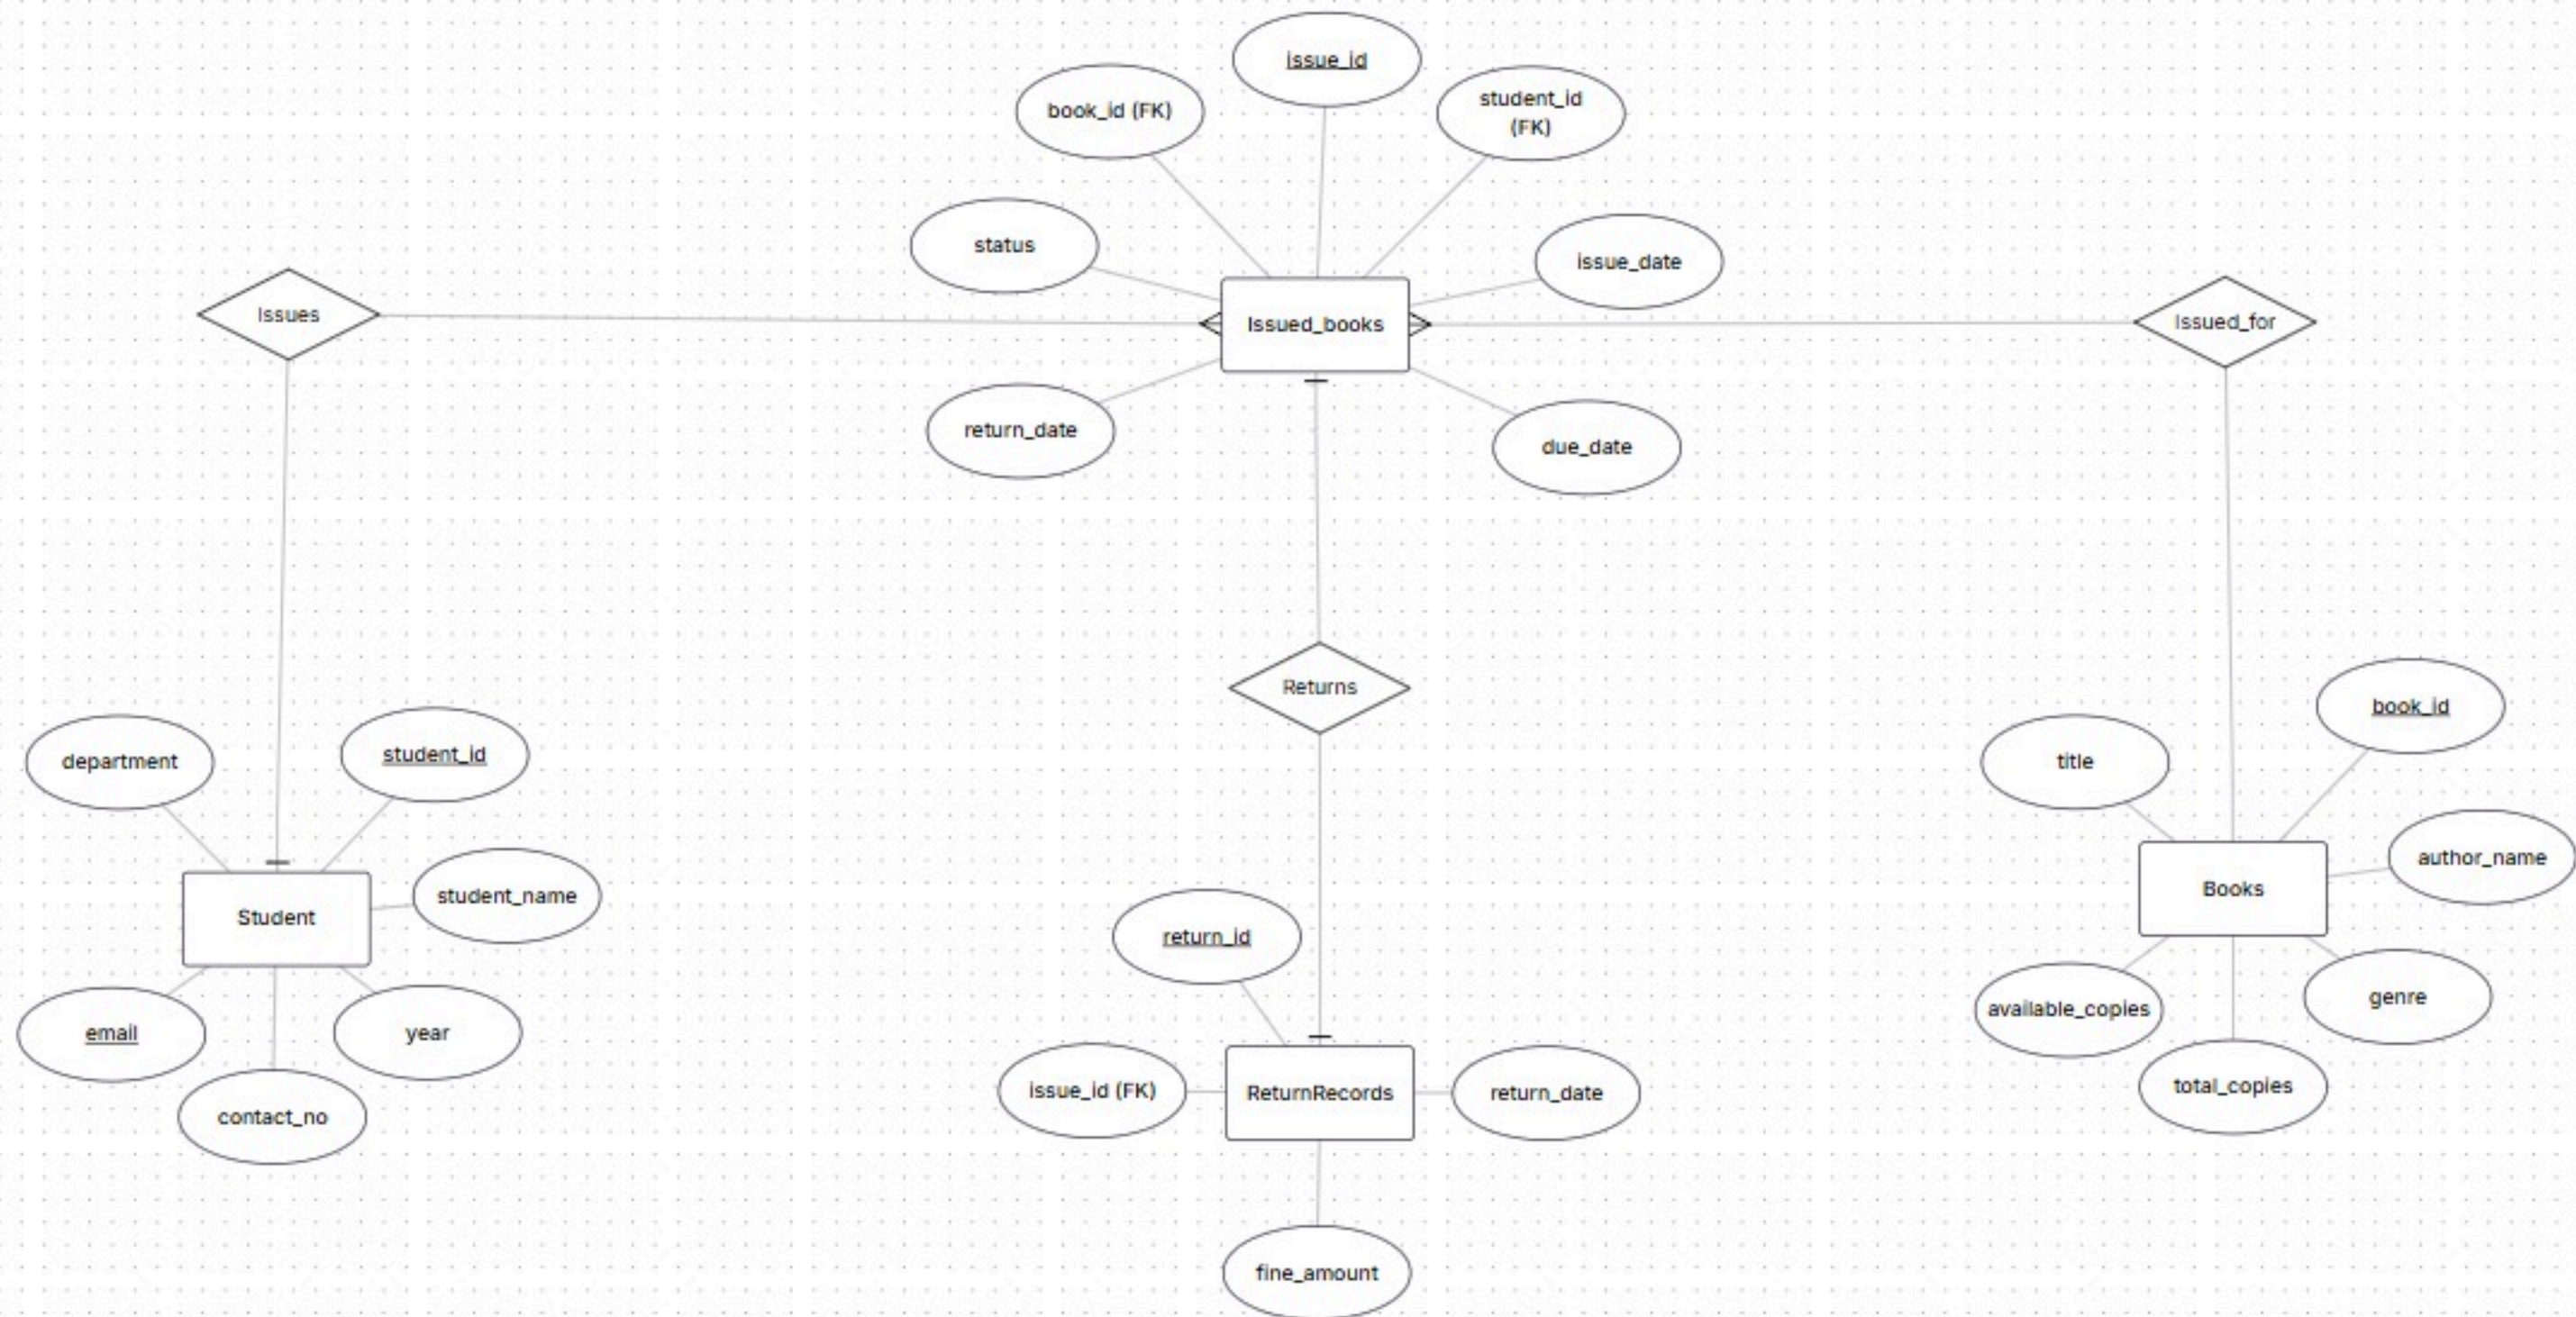 issue_id
book_id (FK)
student_id
(FK)
status
issue_date
Issues
Issued_books
Issued_for
return_date
due_date
Returns
department
student_id
title
book_id
student_name
author_name
Student
Books
return_id
email
year
available_copies
genre
contact_no
issue_id (FK)
ReturnRecords
return_date
total_copies
fine_amount